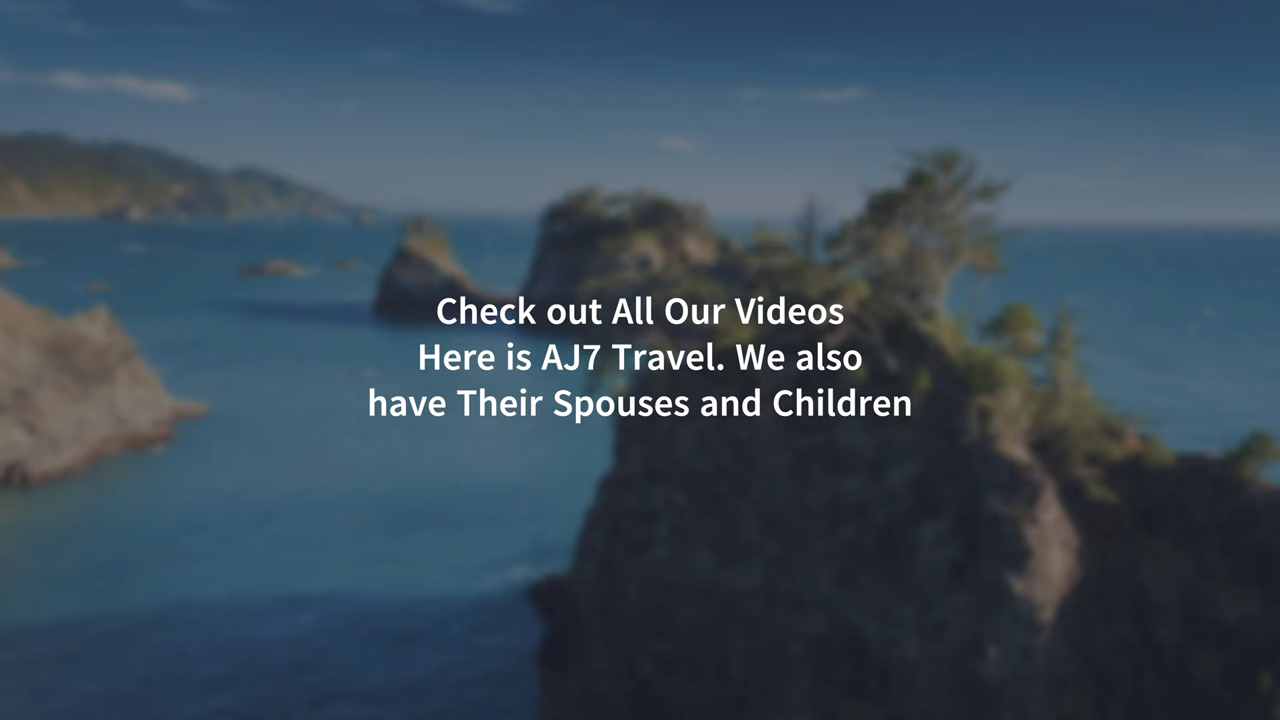 Check out All Our Videos
Here is AJ7 Travel. We also
have Their Spouses and Children